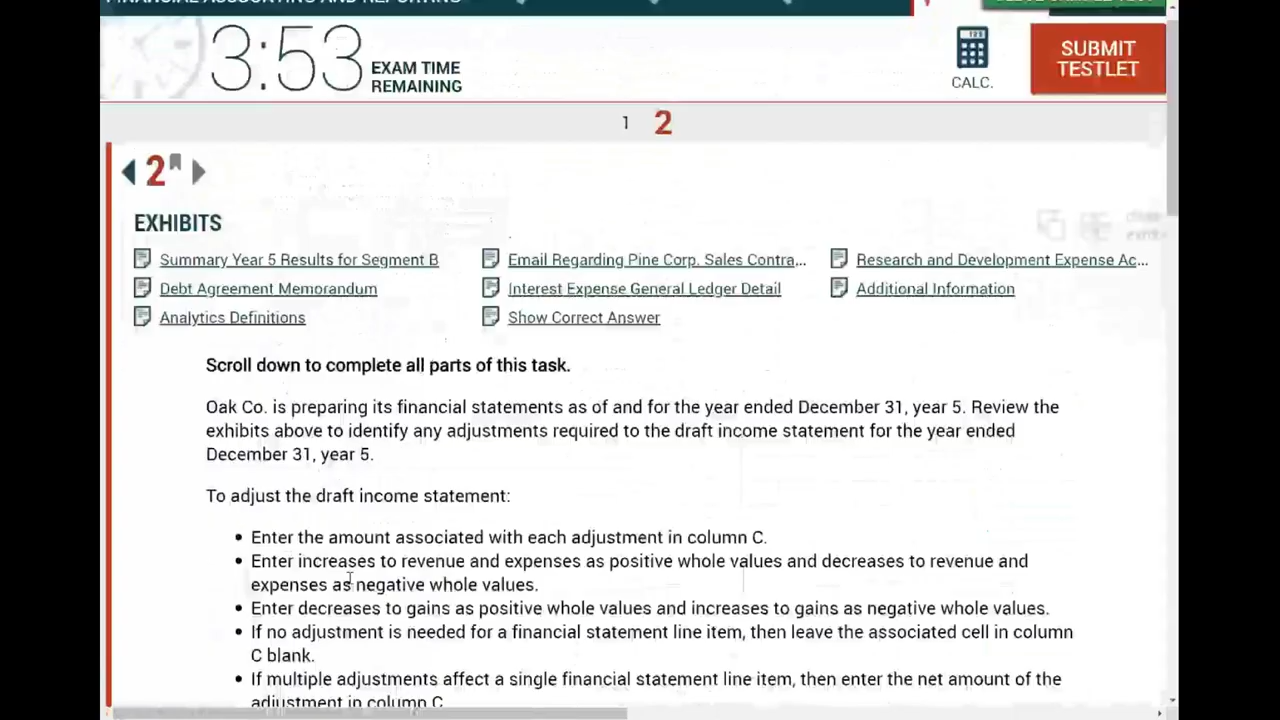 FINANCIAL ACCOUNTING AND REPORTING
3:53 EXAM TIME REMAINING
CALC.
SUBMIT TESTLET
1 2
2
EXHIBITS
Summary Year 5 Results for Segment B
Email Regarding Pine Corp. Sales Contra...
Research and Development Expense Ac...
Debt Agreement Memorandum
Interest Expense General Ledger Detail
Additional Information
Analytics Definitions
Show Correct Answer
Scroll down to complete all parts of this task.
Oak Co. is preparing its financial statements as of and for the year ended December 31, year 5. Review the
exhibits above to identify any adjustments required to the draft income statement for the year ended
December 31, year 5.
To adjust the draft income statement:
• Enter the amount associated with each adjustment in column C.
• Enter increases to revenue and expenses as positive whole values and decreases to revenue and
expenses as negative whole values.
• Enter decreases to gains as positive whole values and increases to gains as negative whole values.
• If no adjustment is needed for a financial statement line item, then leave the associated cell in column
C blank.
• If multiple adjustments affect a single financial statement line item, then enter the net amount of the
adjustment in column C.